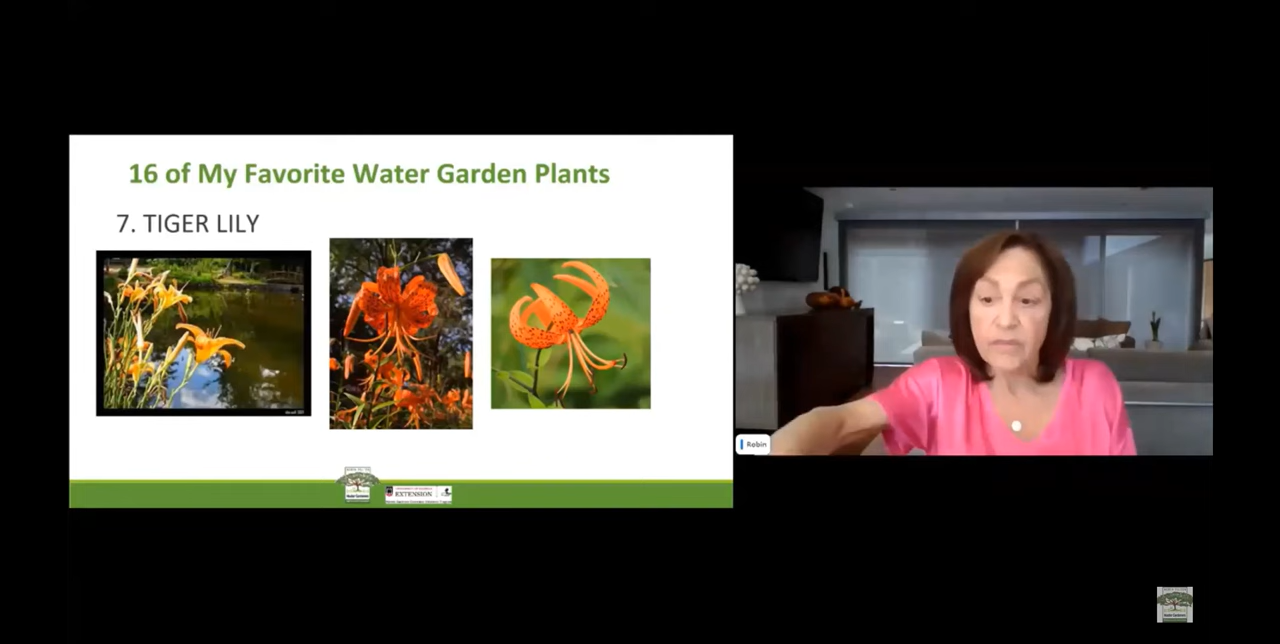 16 of My Favorite Water Garden Plants
7. TIGER LILY
EXTENSION
Robin